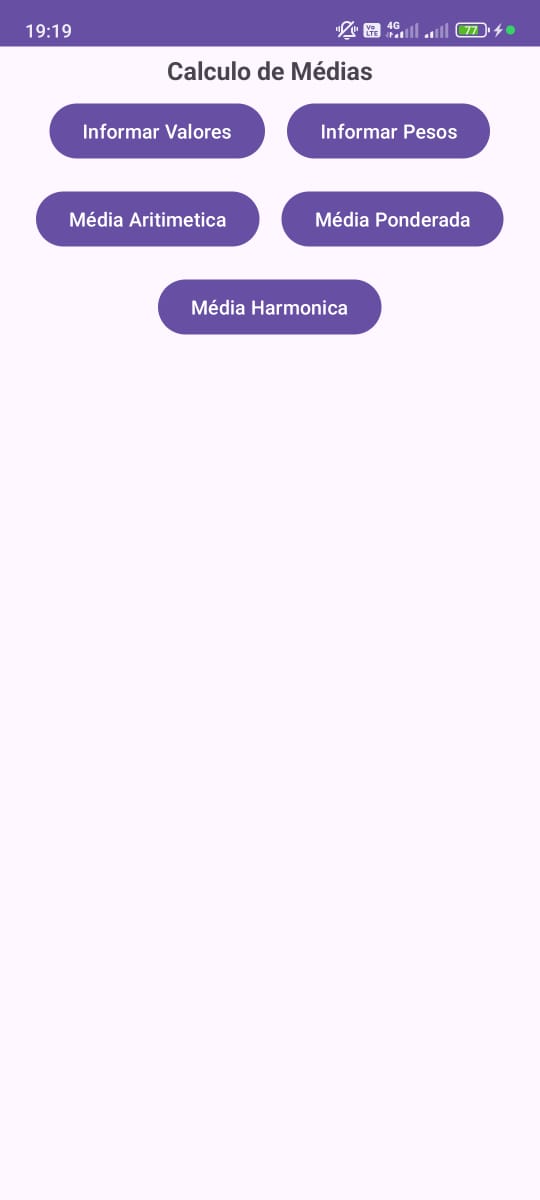 19:19
Vo LTE 4G 77
Calculo de Médias
Informar Valores Informar Pesos
Média Aritimetica Média Ponderada
Média Harmonica